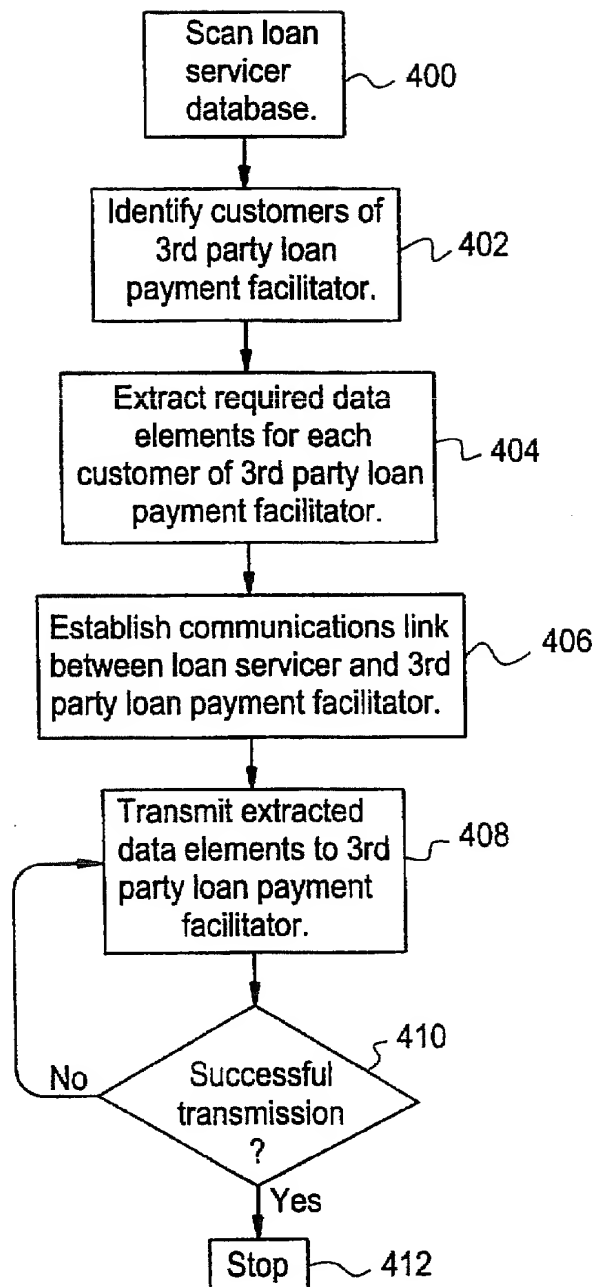 Scan loan
servicer
database.
400
Identify customers of
3rd party loan
payment facilitator.
402
Extract required data
elements for each
customer of 3rd party loan
payment facilitator.
404
Establish communications link
between loan servicer and 3rd
party loan payment facilitator.
406
Transmit extracted
data elements to 3rd
party loan payment
facilitator.
408
Successful
transmission
?
410
No
Yes
Stop
412